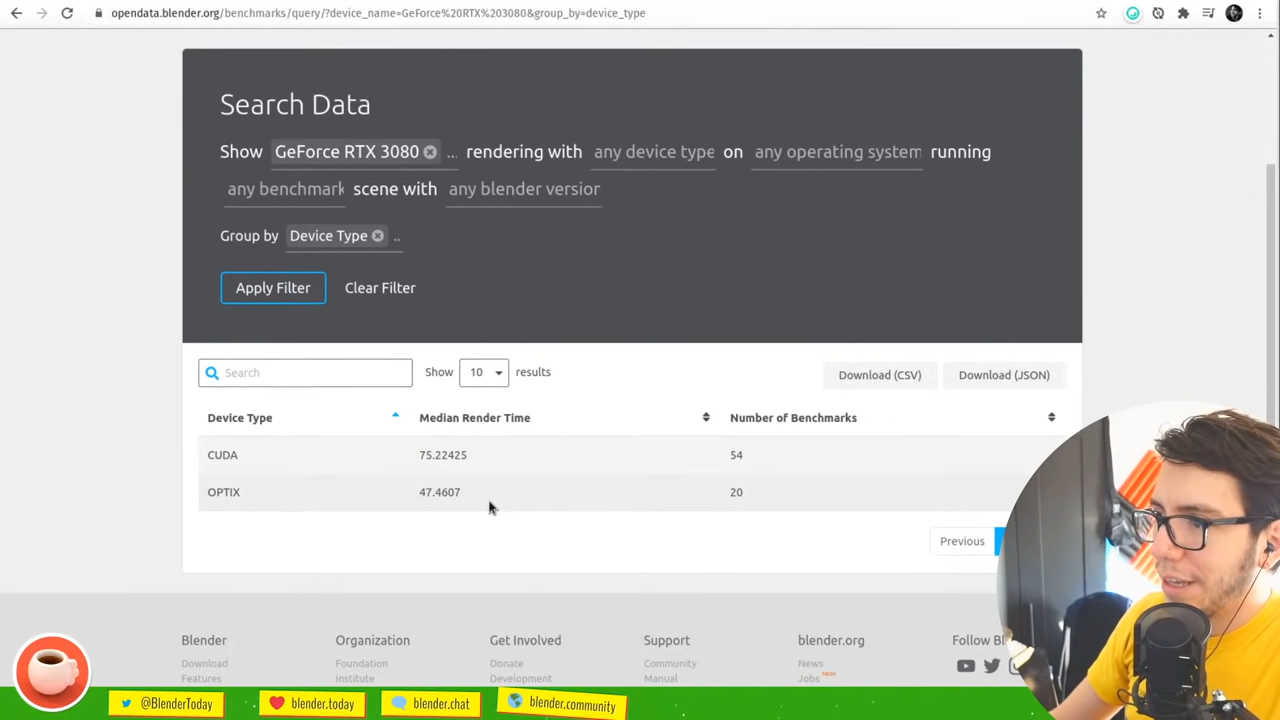 opendata.blender.org/benchmarks/query/?device_name=GeForce%20RTX%203080&group_by=device_type
Search Data
Show GeForce RTX 3080 ... rendering with any device type on any operating system running
any benchmark scene with any blender version
Group by Device Type ..
Apply Filter Clear Filter
Search Show 10 results Download (CSV) Download (JSON)
Device Type Median Render Time Number of Benchmarks
CUDA 75.22425 54
OPTIX 47.4607 20
Previous
Blender Organization Get Involved Support blender.org Follow Bl
Download Foundation Donate Community News
Features Institute Development Manual Jobs NEW
@BlenderToday blender.today blender.chat blender.community